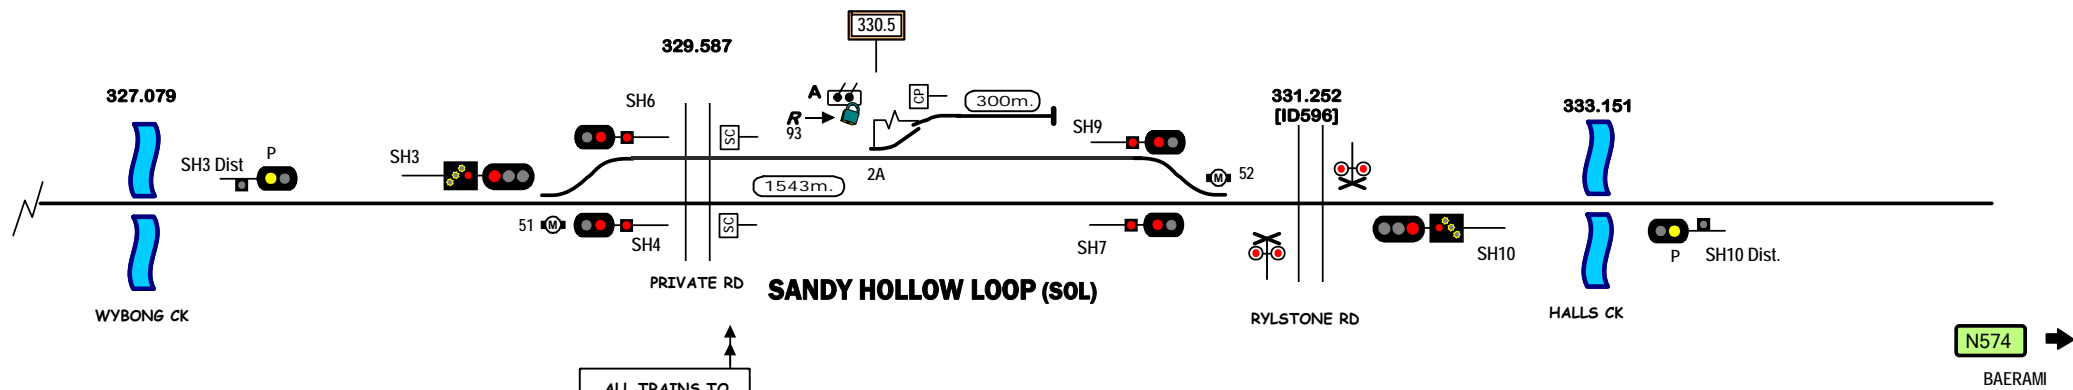 330.5
329.587
327.079
SH6
A
CP
300m.
331.252
[ID596]
333.151
R
93
SC
SH9
SH3 Dist
P
SH3
1543m.
2A
52
51
M
M
SH4
SC
SH7
SH10
P
SH10 Dist.
PRIVATE RD
SANDY HOLLOW LOOP (SOL)
WYBONG CK
RYLSTONE RD
HALLS CK
N574
BAERAMI
ALL TRAINS TO